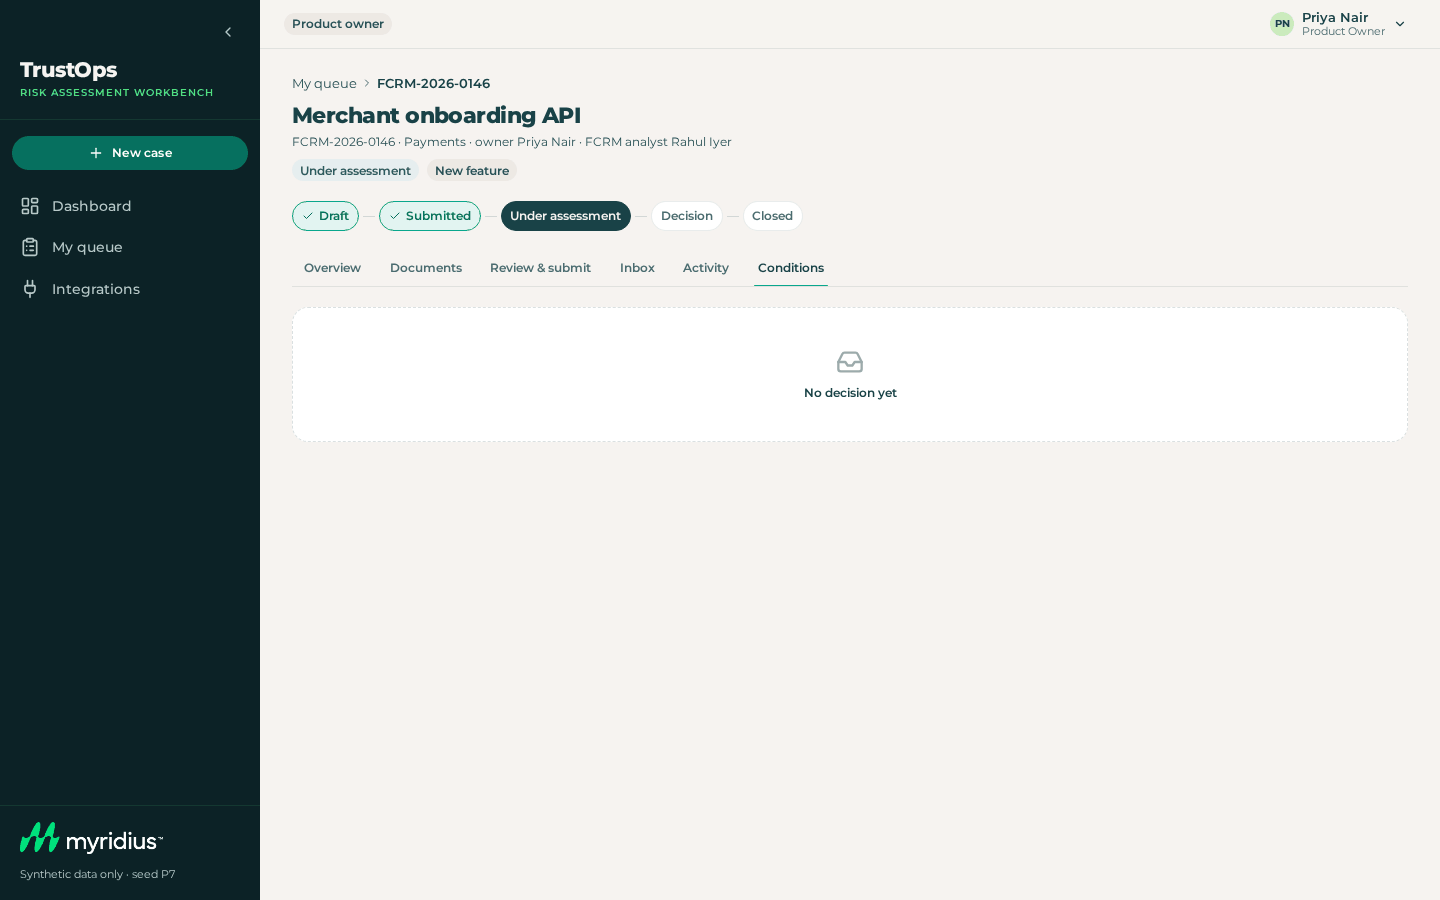 Product owner
PN
Priya Nair
Product Owner
TrustOps
RISK ASSESSMENT WORKBENCH
New case
Dashboard
My queue
Integrations
myridius™
Synthetic data only · seed P7
My queue > FCRM-2026-0146
Merchant onboarding API
FCRM-2026-0146 · Payments · owner Priya Nair · FCRM analyst Rahul Iyer
Under assessment New feature
Draft Submitted Under assessment Decision Closed
Overview Documents Review & submit Inbox Activity Conditions
No decision yet